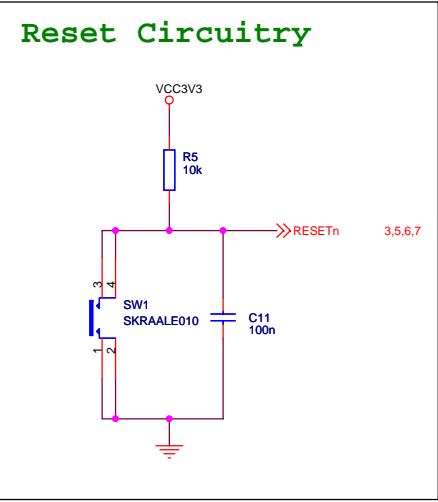 Reset Circuitry
VCC3V3
R5
10k
RESETn 3,5,6,7
3 4
SW1
SKRAALE010
C11
100n
1 2